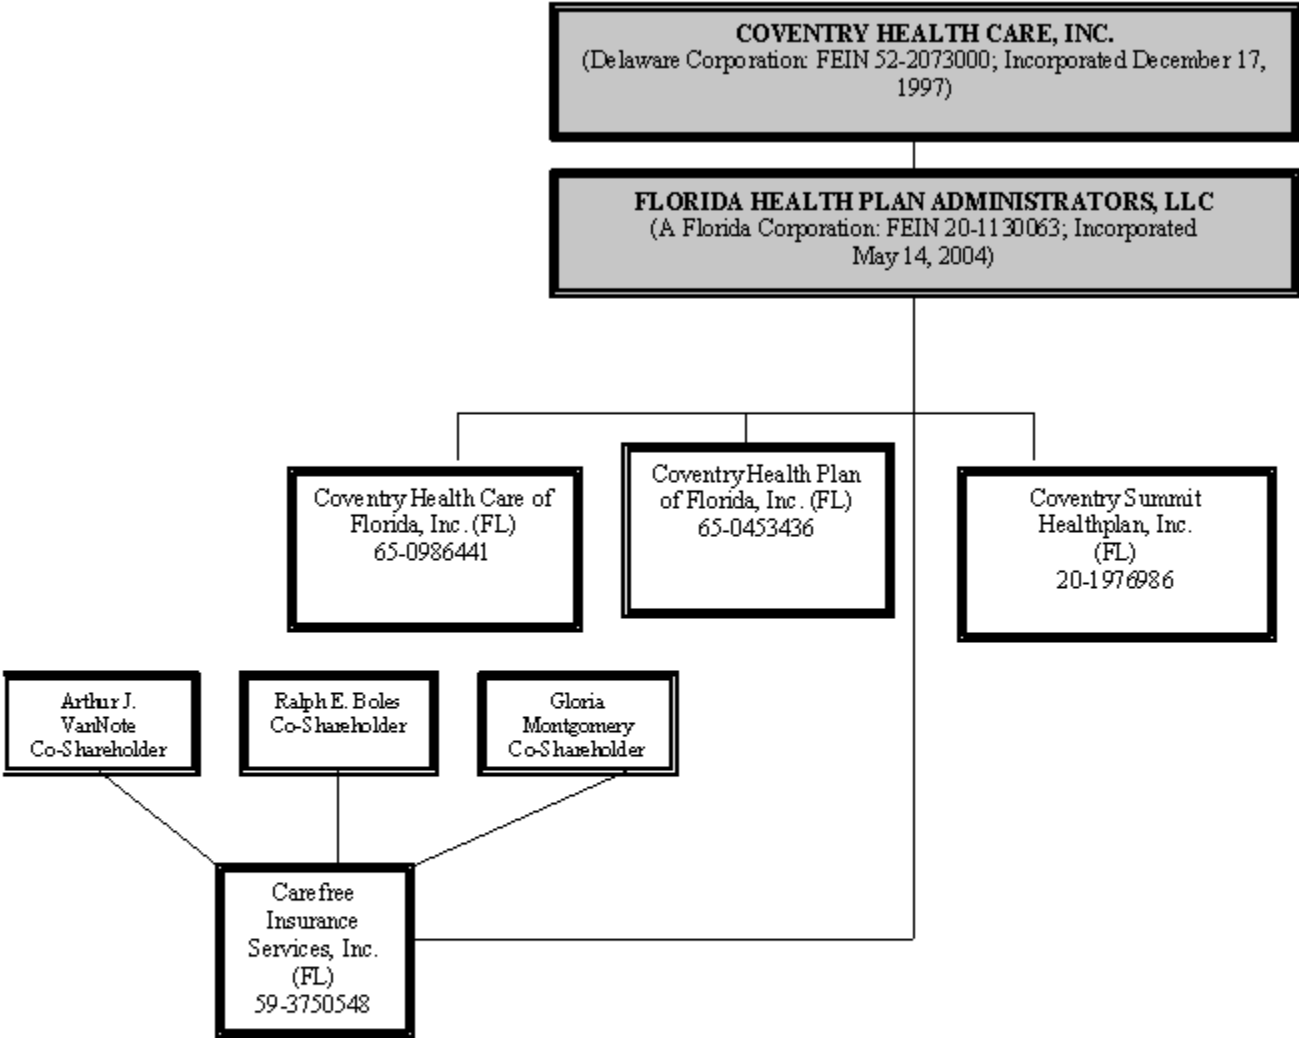 COVENTRY HEALTH CARE, INC.
(Delaware Corporation: FEIN 52-2073000; Incorporated December 17,
1997)
FLORIDA HEALTH PLAN ADMINISTRATORS, LLC
(A Florida Corporation: FEIN 20-1130063; Incorporated
May 14, 2004)
Coventry Health Care of
Florida, Inc. (FL)
65-0986441
Coventry Health Plan
of Florida, Inc. (FL)
65-0453436
Coventry Summit
Healthplan, Inc.
(FL)
20-1976986
Arthur J.
VanNote
Co-Shareholder
Ralph E. Boles
Co-Shareholder
Gloria
Montgomery
Co-Shareholder
Carefree
Insurance
Services, Inc.
(FL)
59-3750548